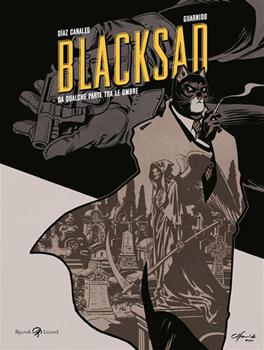 DÍAZ CANALES
GUARNIDO
BLACKSAD
DA QUALCHE PARTE TRA LE OMBRE
Rizzoli Lizard